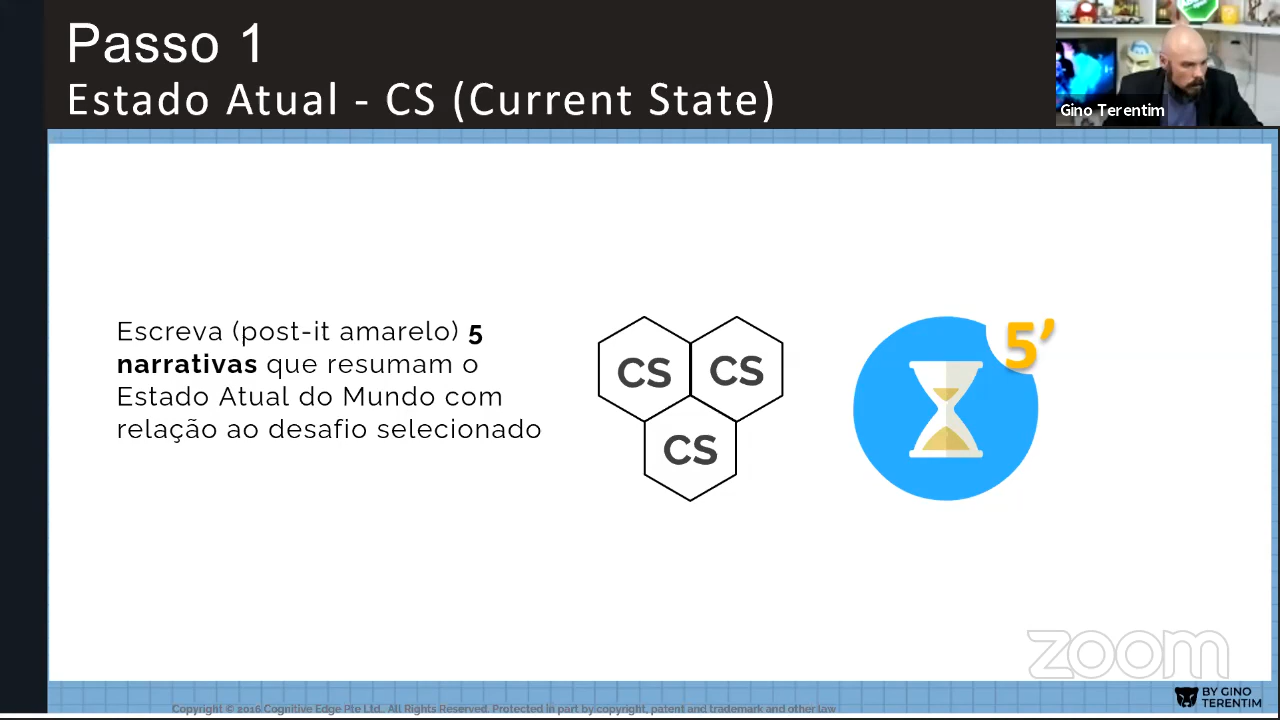 Passo 1
Estado Atual - CS (Current State)
Gino Terentim
Escreva (post-it amarelo) 5
narrativas que resumam o
Estado Atual do Mundo com
relação ao desafio selecionado
CS
CS
CS
5’
zoom
BY GINO
TERENTIM
Copyright © 2016 Cognitive Edge Pte Ltd.. All Rights Reserved. Protected in part by copyright, patent and trademark and other law